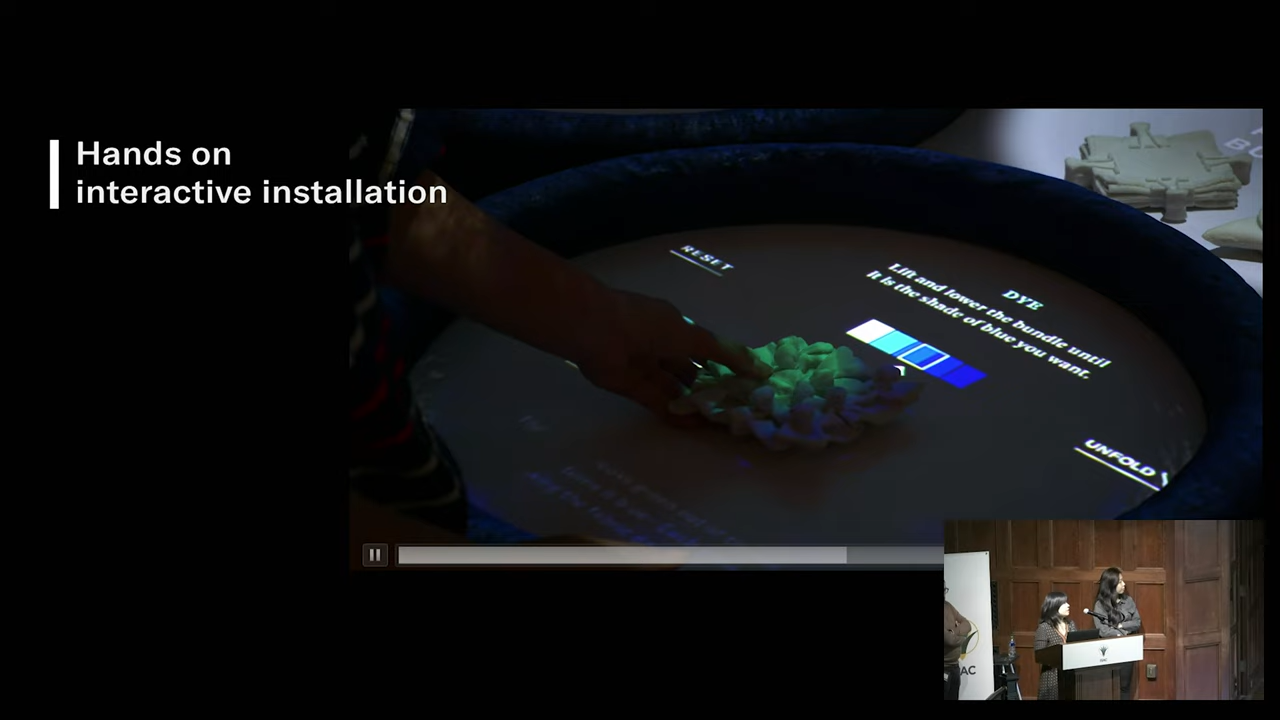 Hands on
interactive installation
RESET
DYE
Lift and lower the bundle until
it is the shade of blue you want.
UNFOLD